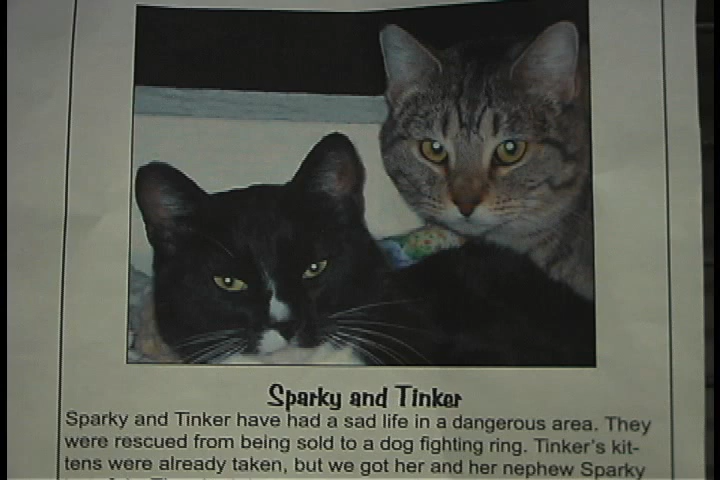 Sparky and Tinker
Sparky and Tinker have had a sad life in a dangerous area. They
were rescued from being sold to a dog fighting ring. Tinker's kit-
tens were already taken, but we got her and her nephew Sparky